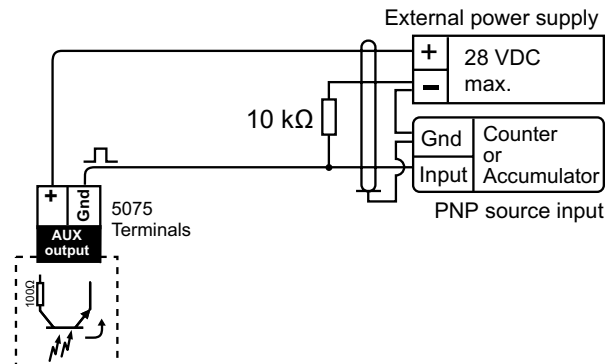 External power supply
+
28 VDC
max.
–
10 kΩ
Gnd
Counter
or
Accumulator
Input
PNP source input
+
Gnd
5075
Terminals
AUX
output
100Ω